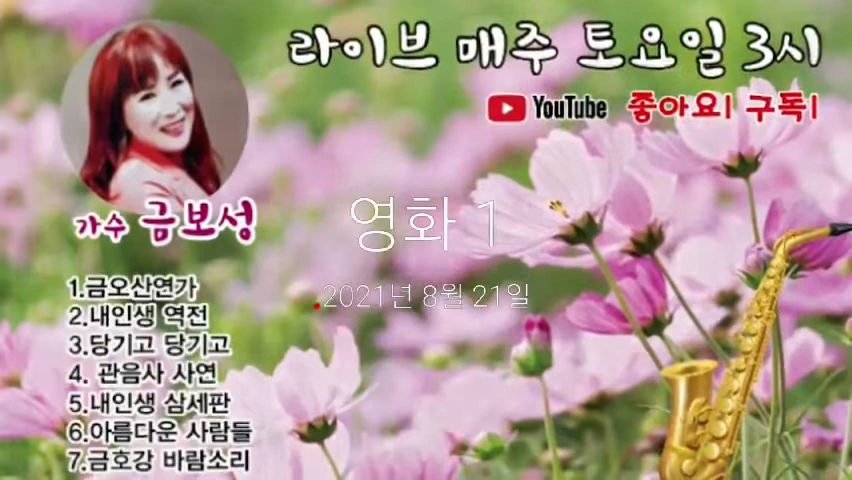 라이브 매주 토요일 3시
YouTube 좋아요! 구독!
가수 금보성
영화 1
2021년 8월 21일
1.금오산연가
2.내인생 역전
3.당기고 당기고
4. 관음사 사연
5.내인생 삼세판
6.아름다운 사람들
7.금호강 바람소리